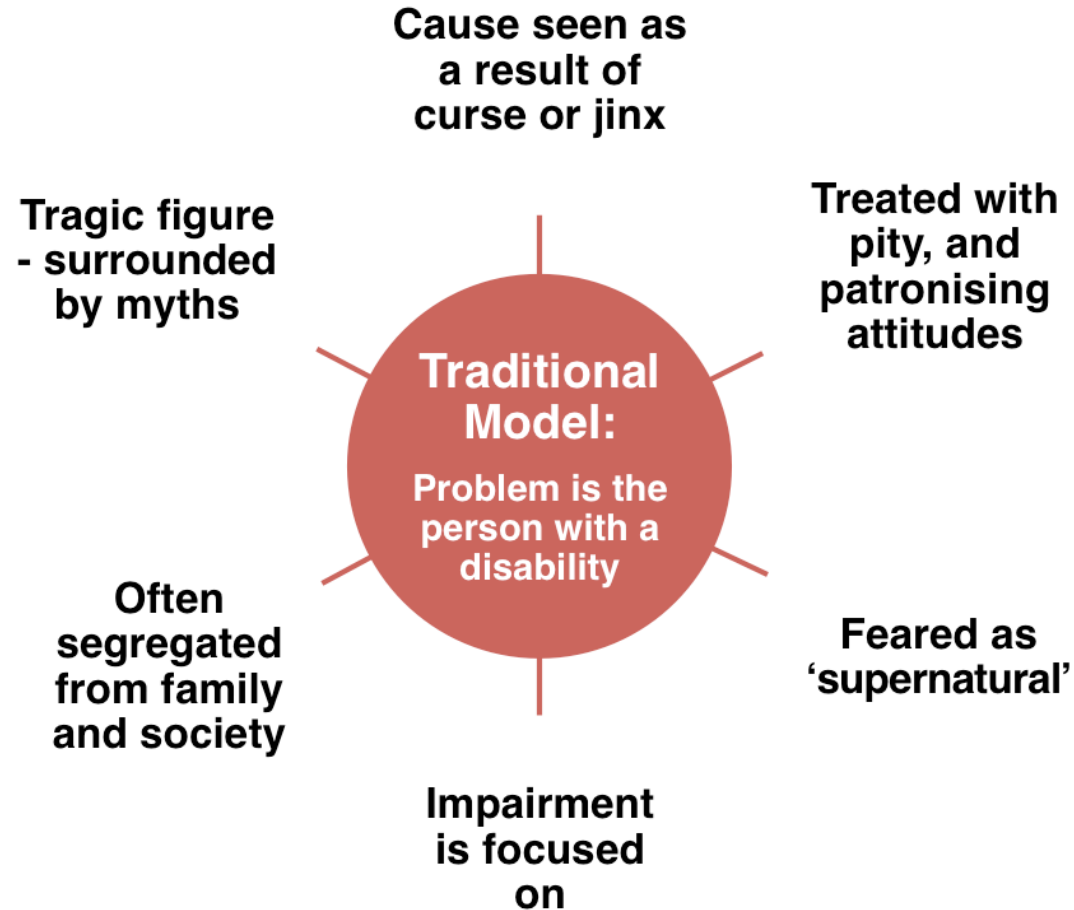 Cause seen as
a result of
curse or jinx
Treated with
pity, and
patronising
attitudes
Feared as
‘supernatural’
Impairment
is focused
on
Often
segregated
from family
and society
Tragic figure
- surrounded
by myths
Traditional
Model:
Problem is the
person with a
disability